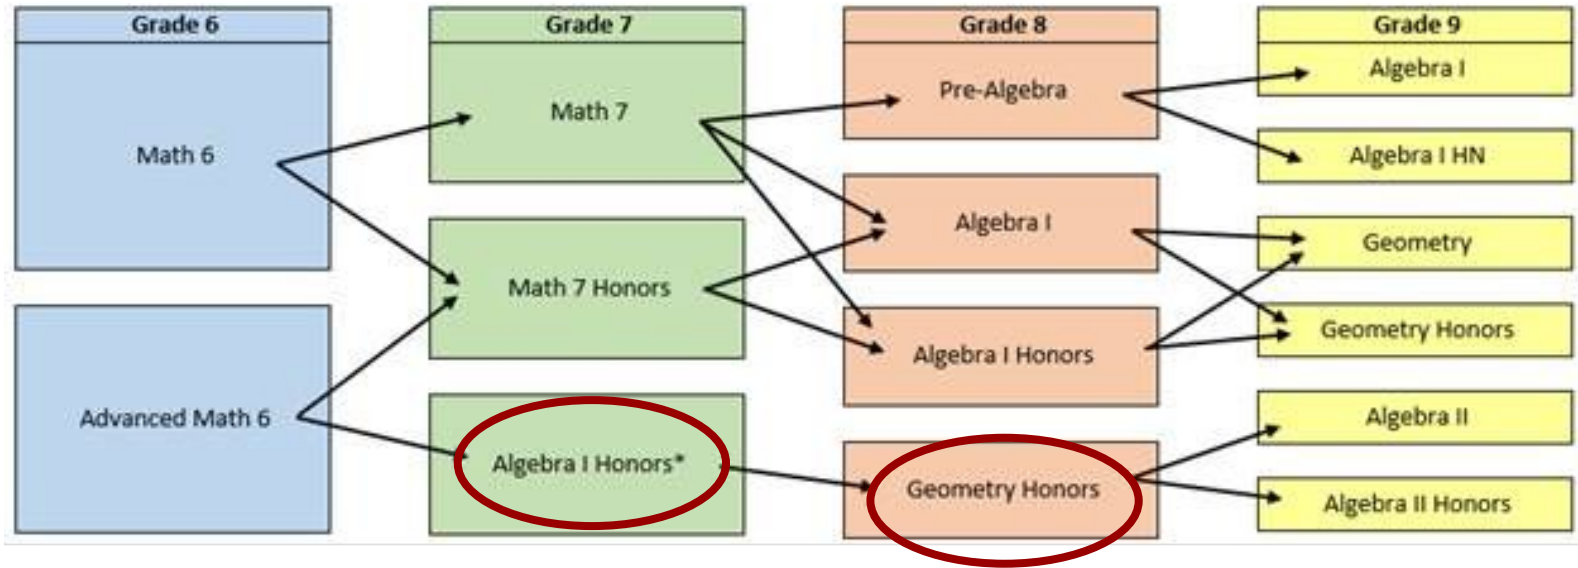 Grade 6
Math 6
Advanced Math 6
Grade 7
Math 7
Math 7 Honors
Algebra I Honors*
Grade 8
Pre-Algebra
Algebra I
Algebra I Honors
Geometry Honors
Grade 9
Algebra I
Algebra I HN
Geometry
Geometry Honors
Algebra II
Algebra II Honors